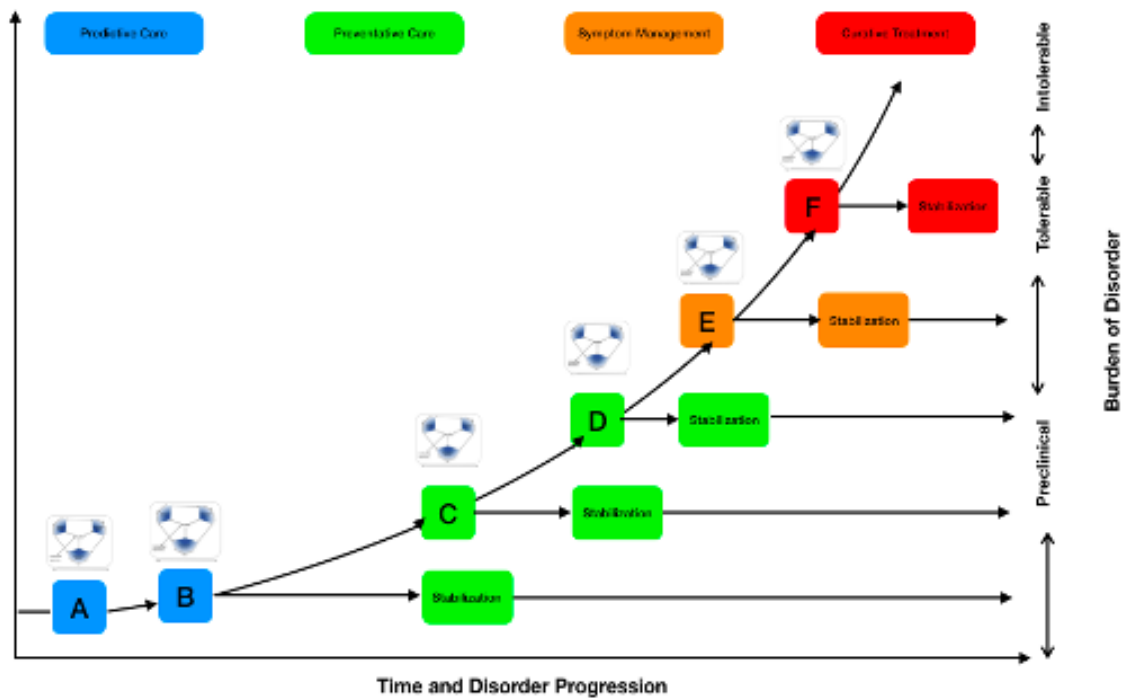 Predictive Care
Preventative Care
Symptom Management
Curative Treatment
Intolerable
F
Stabilization
Tolerable
E
Stabilization
Burden of Disorder
D
Stabilization
Preclinical
C
Stabilization
A
B
Stabilization
Time and Disorder Progression